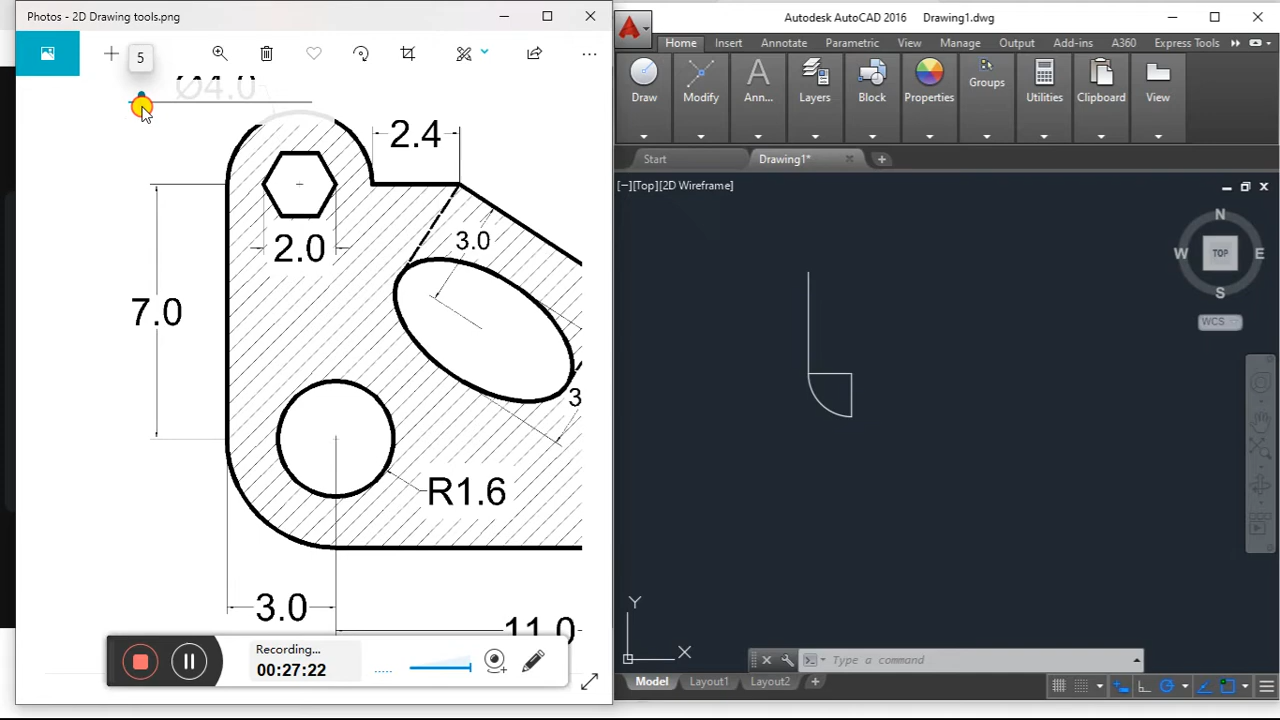 Photos - 2D Drawing tools.png
5
Ø4.0
2.4
3.0
2.0
7.0
3
R1.6
3.0
11.0
Recording...
00:27:22
Autodesk AutoCAD 2016 Drawing1.dwg
Home Insert Annotate Parametric View Manage Output Add-ins A360 Express Tools
Draw Modify Ann... Layers Block Properties Groups Utilities Clipboard View
Start Drawing1*
[−][Top][2D Wireframe]
N
W TOP E
S
WCS
Y
X
Type a command
Model Layout1 Layout2